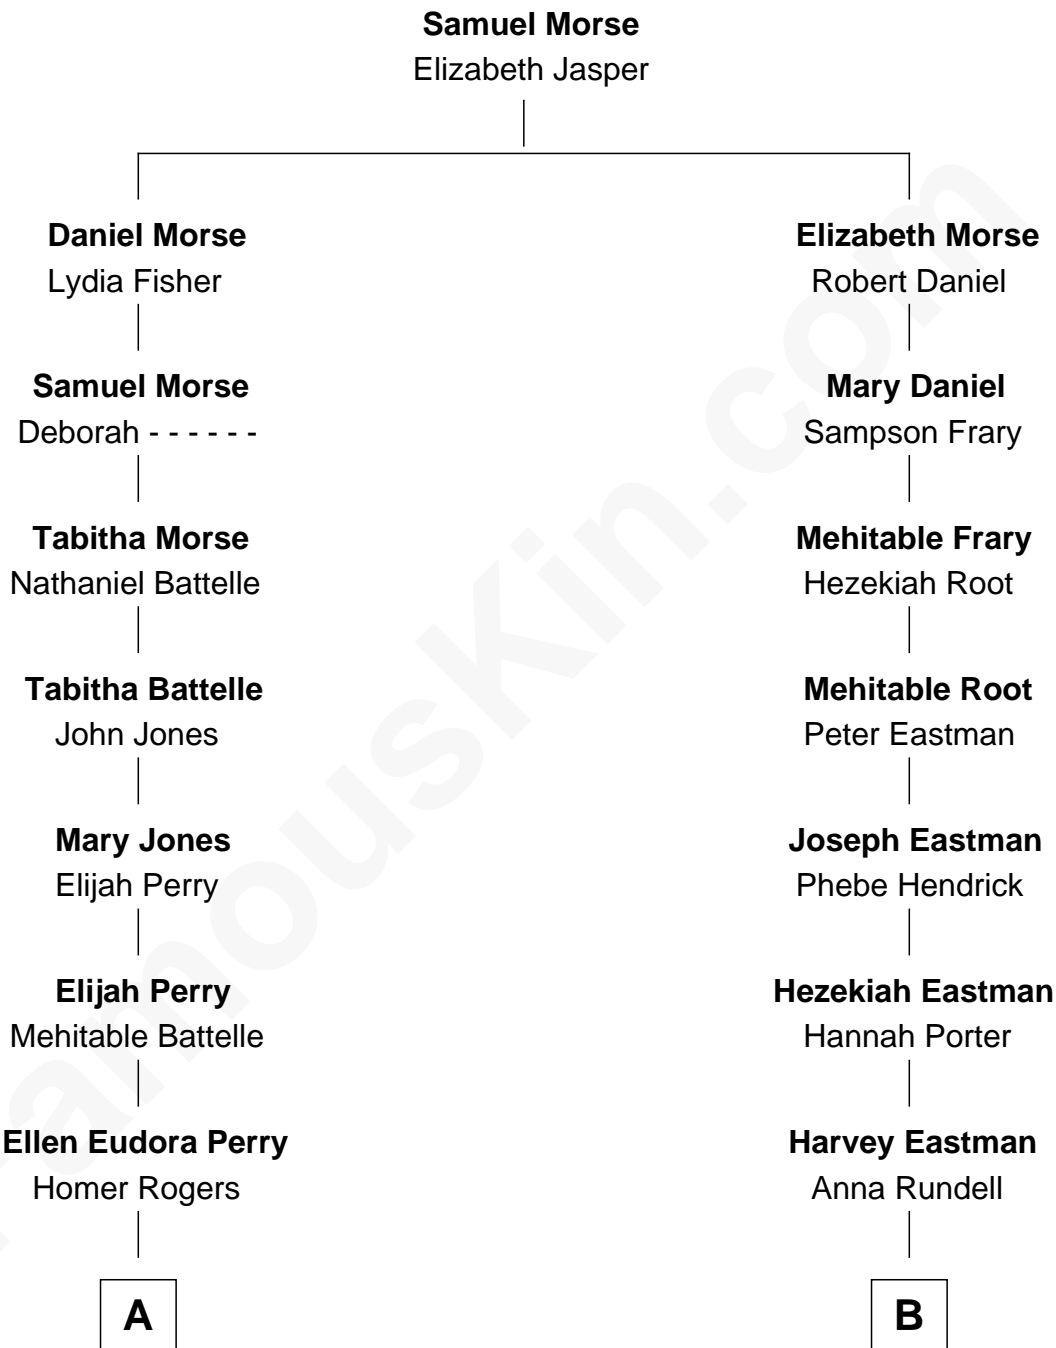 Samuel Morse
Elizabeth Jasper
Daniel Morse
Lydia Fisher
Elizabeth Morse
Robert Daniel
Samuel Morse
Deborah - - - - - -
Mary Daniel
Sampson Frary
Tabitha Morse
Nathaniel Battelle
Mehitable Frary
Hezekiah Root
Tabitha Battelle
John Jones
Mehitable Root
Peter Eastman
Mary Jones
Elijah Perry
Joseph Eastman
Phebe Hendrick
Elijah Perry
Mehitable Battelle
Hezekiah Eastman
Hannah Porter
Ellen Eudora Perry
Homer Rogers
Harvey Eastman
Anna Rundell
A
B
FamousKin.com